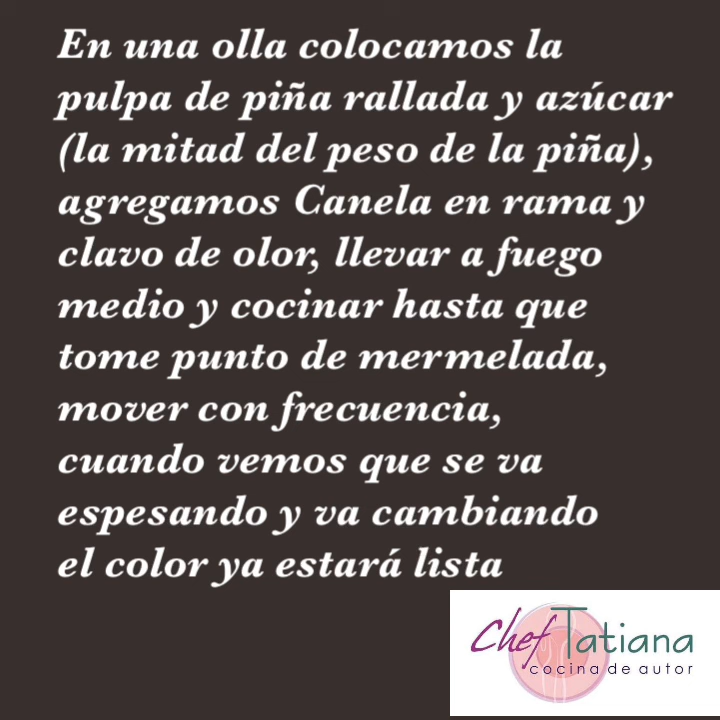 En una olla colocamos la
pulpa de piña rallada y azúcar
(la mitad del peso de la piña),
agregamos Canela en rama y
clavo de olor, llevar a fuego
medio y cocinar hasta que
tome punto de mermelada,
mover con frecuencia,
cuando vemos que se va
espesando y va cambiando
el color ya estará lista
Chef Tatiana
cocina de autor